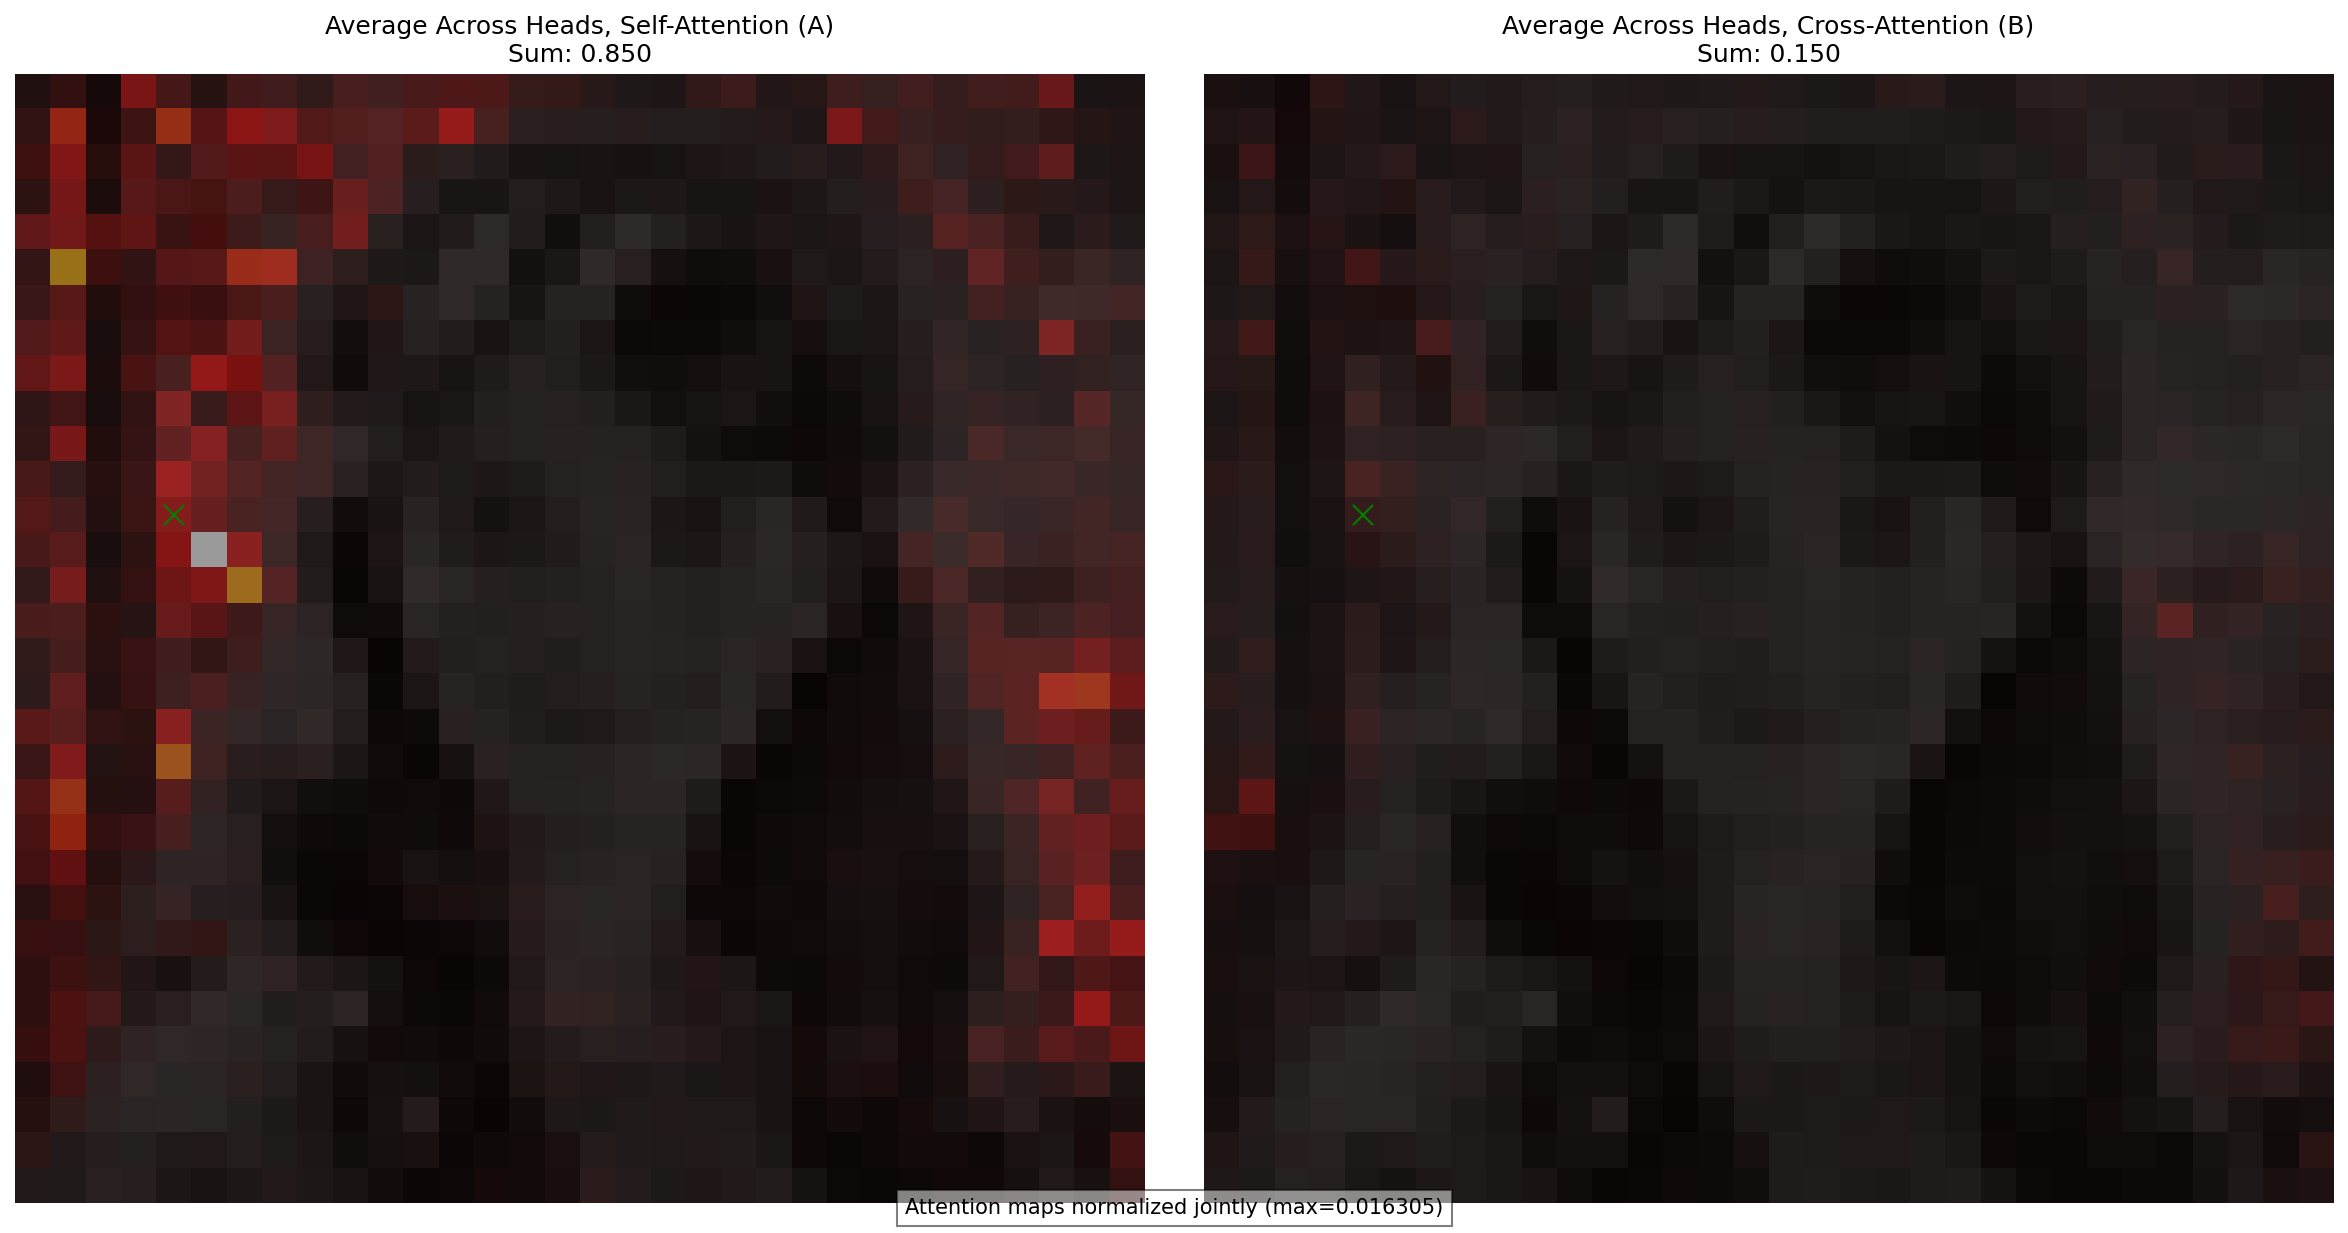 Average Across Heads, Self-Attention (A)
Sum: 0.850
Average Across Heads, Cross-Attention (B)
Sum: 0.150
Attention maps normalized jointly (max=0.016305)